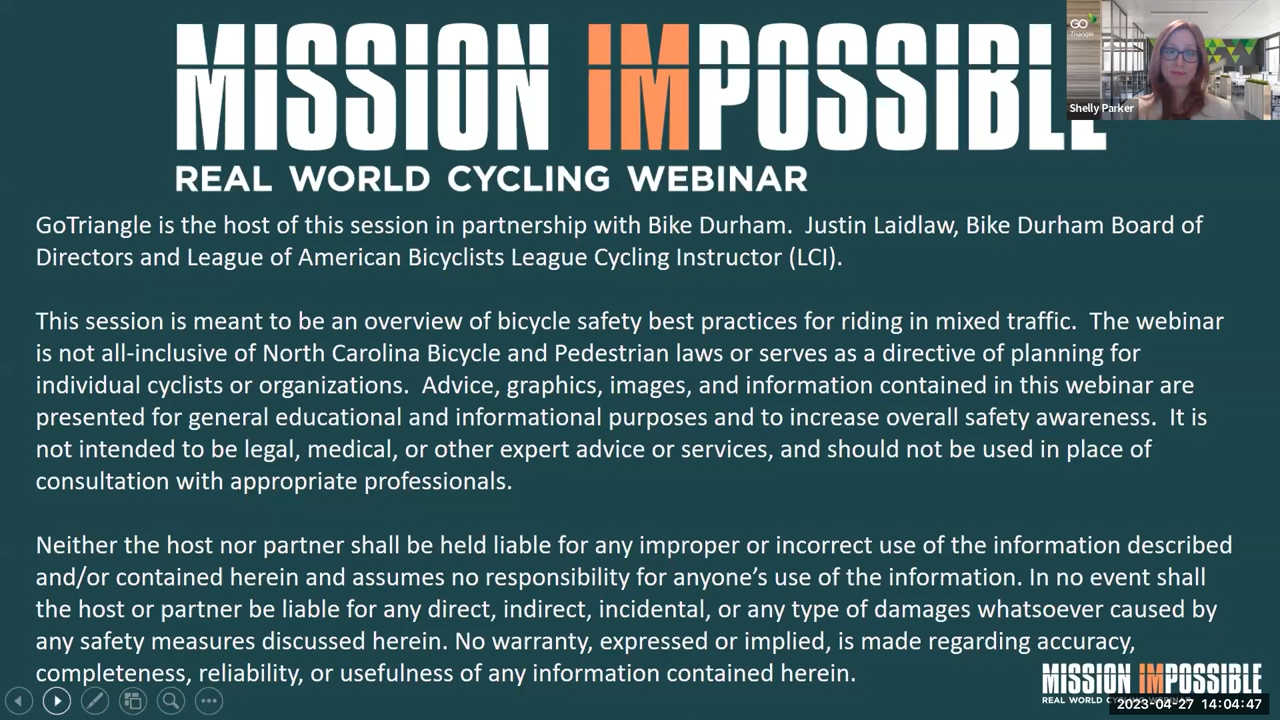 MISSION IMPOSSIBLE
REAL WORLD CYCLING WEBINAR
GO
Triangle
Shelly Parker
GoTriangle is the host of this session in partnership with Bike Durham.  Justin Laidlaw, Bike Durham Board of
Directors and League of American Bicyclists League Cycling Instructor (LCI).
This session is meant to be an overview of bicycle safety best practices for riding in mixed traffic.  The webinar
is not all-inclusive of North Carolina Bicycle and Pedestrian laws or serves as a directive of planning for
individual cyclists or organizations.  Advice, graphics, images, and information contained in this webinar are
presented for general educational and informational purposes and to increase overall safety awareness.  It is
not intended to be legal, medical, or other expert advice or services, and should not be used in place of
consultation with appropriate professionals.
Neither the host nor partner shall be held liable for any improper or incorrect use of the information described
and/or contained herein and assumes no responsibility for anyone’s use of the information. In no event shall
the host or partner be liable for any direct, indirect, incidental, or any type of damages whatsoever caused by
any safety measures discussed herein. No warranty, expressed or implied, is made regarding accuracy,
completeness, reliability, or usefulness of any information contained herein.
MISSION IMPOSSIBLE
REAL WORLD CYCLING WEBINAR
2023-04-27 14:04:47